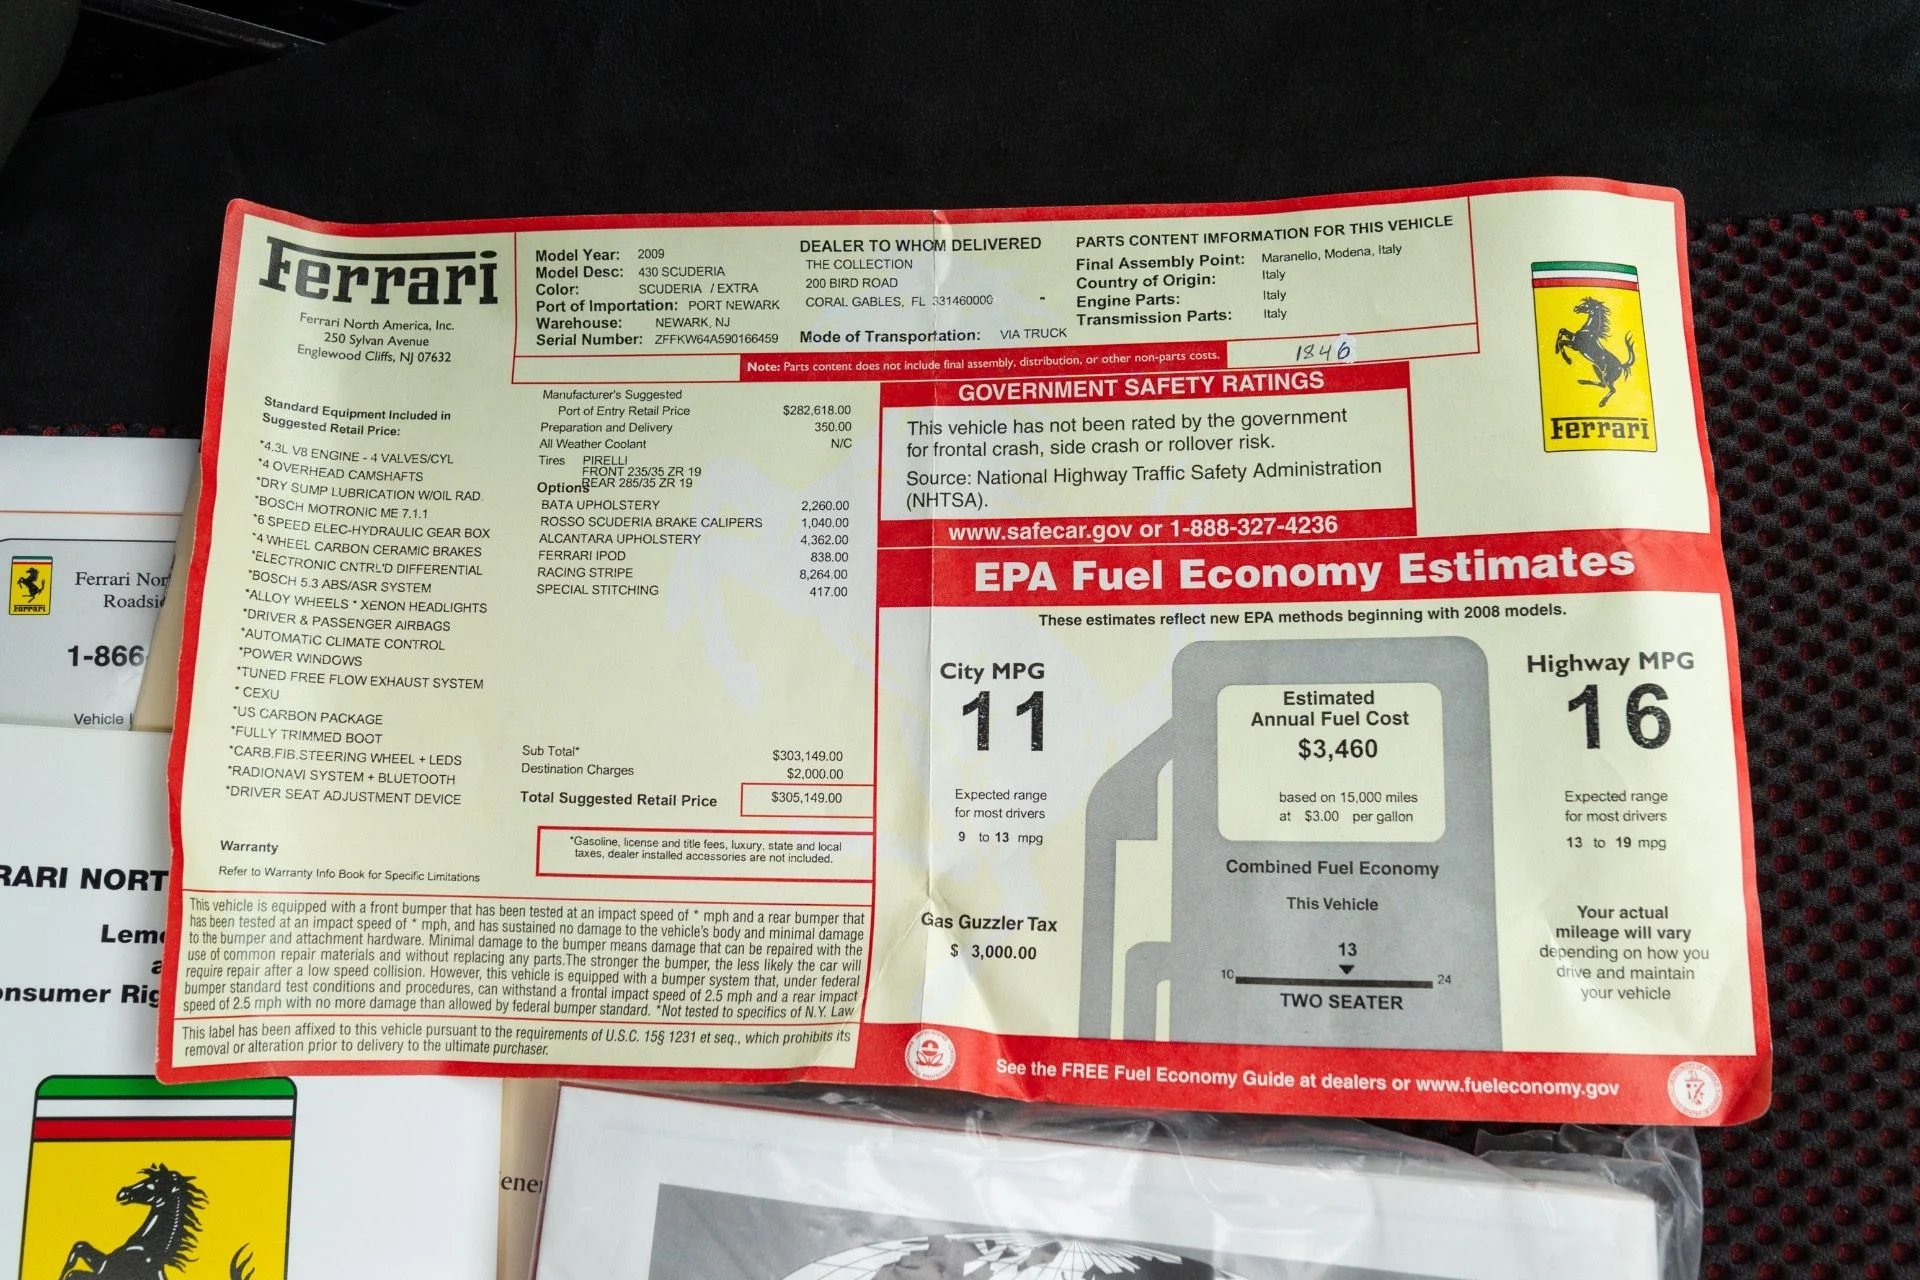 Ferrari
Ferrari North America, Inc.
250 Sylvan Avenue
Englewood Cliffs, NJ 07632
Model Year: 2009
Model Desc: 430 SCUDERIA
Color: SCUDERIA / EXTRA
Port of Importation: PORT NEWARK
Warehouse: NEWARK, NJ
Serial Number: ZFFKW64A590166459
DEALER TO WHOM DELIVERED
THE COLLECTION
200 BIRD ROAD
CORAL GABLES, FL 331460000 -
Mode of Transportation: VIA TRUCK
PARTS CONTENT IMFORMATION FOR THIS VEHICLE
Final Assembly Point: Maranello, Modena, Italy
Country of Origin: Italy
Engine Parts: Italy
Transmission Parts: Italy
Note: Parts content does not include final assembly, distribution, or other non-parts costs.
1846
Ferrari
Standard Equipment Included in
Suggested Retail Price:
*4.3L V8 ENGINE - 4 VALVES/CYL
*4 OVERHEAD CAMSHAFTS
*DRY SUMP LUBRICATION W/OIL RAD.
*BOSCH MOTRONIC ME 7.1.1
*6 SPEED ELEC-HYDRAULIC GEAR BOX
*4 WHEEL CARBON CERAMIC BRAKES
*ELECTRONIC CNTRL'D DIFFERENTIAL
*BOSCH 5.3 ABS/ASR SYSTEM
*ALLOY WHEELS * XENON HEADLIGHTS
*DRIVER & PASSENGER AIRBAGS
*AUTOMATIC CLIMATE CONTROL
*POWER WINDOWS
*TUNED FREE FLOW EXHAUST SYSTEM
* CEXU
*US CARBON PACKAGE
*FULLY TRIMMED BOOT
*CARB.FIB.STEERING WHEEL + LEDS
*RADIONAVI SYSTEM + BLUETOOTH
*DRIVER SEAT ADJUSTMENT DEVICE
Warranty
Refer to Warranty Info Book for Specific Limitations
Manufacturer's Suggested
Port of Entry Retail Price $282,618.00
Preparation and Delivery 350.00
All Weather Coolant N/C
Tires PIRELLI
FRONT 235/35 ZR 19
REAR 285/35 ZR 19
Options
BATA UPHOLSTERY 2,260.00
ROSSO SCUDERIA BRAKE CALIPERS 1,040.00
ALCANTARA UPHOLSTERY 4,362.00
FERRARI IPOD 838.00
RACING STRIPE 8,264.00
SPECIAL STITCHING 417.00
Sub Total* $303,149.00
Destination Charges $2,000.00
Total Suggested Retail Price $305,149.00
*Gasoline, license and title fees, luxury, state and local
taxes, dealer installed accessories are not included.
This vehicle is equipped with a front bumper that has been tested at an impact speed of * mph and a rear bumper that
has been tested at an impact speed of * mph, and has sustained no damage to the vehicle's body and minimal damage
to the bumper and attachment hardware. Minimal damage to the bumper means damage that can be repaired with the
use of common repair materials and without replacing any parts.The stronger the bumper, the less likely the car will
require repair after a low speed collision. However, this vehicle is equipped with a bumper system that, under federal
bumper standard test conditions and procedures, can withstand a frontal impact speed of 2.5 mph and a rear impact
speed of 2.5 mph with no more damage than allowed by federal bumper standard. *Not tested to specifics of N.Y. Law
This label has been affixed to this vehicle pursuant to the requirements of U.S.C. 15§ 1231 et seq., which prohibits its
removal or alteration prior to delivery to the ultimate purchaser.
GOVERNMENT SAFETY RATINGS
This vehicle has not been rated by the government
for frontal crash, side crash or rollover risk.
Source: National Highway Traffic Safety Administration
(NHTSA).
www.safecar.gov or 1-888-327-4236
EPA Fuel Economy Estimates
These estimates reflect new EPA methods beginning with 2008 models.
City MPG
11
Expected range
for most drivers
9 to 13 mpg
Gas Guzzler Tax
$ 3,000.00
Estimated
Annual Fuel Cost
$3,460
based on 15,000 miles
at $3.00 per gallon
Combined Fuel Economy
This Vehicle
13
10 24
TWO SEATER
Highway MPG
16
Expected range
for most drivers
13 to 19 mpg
Your actual
mileage will vary
depending on how you
drive and maintain
your vehicle
See the FREE Fuel Economy Guide at dealers or www.fueleconomy.gov
Ferrari
Ferrari Nor
Roadsi
1-866
Vehicle
RARI NORT
Lem
onsumer Rig
ene